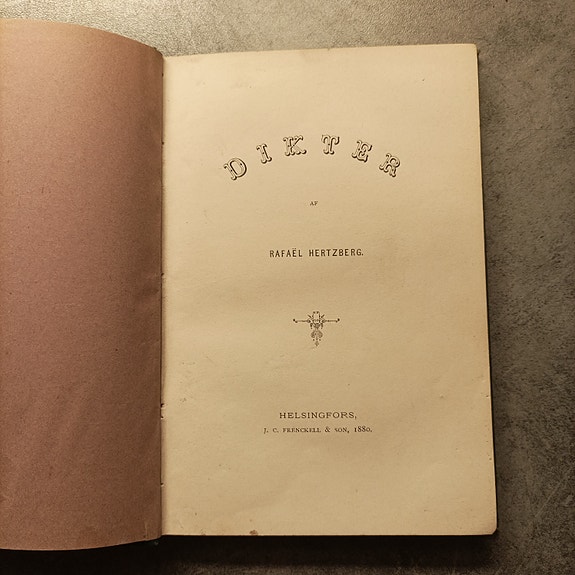 DIKTER
AF
RAFAËL HERTZBERG.
HELSINGFORS,
J. C. FRENCKELL & SON, 1880.